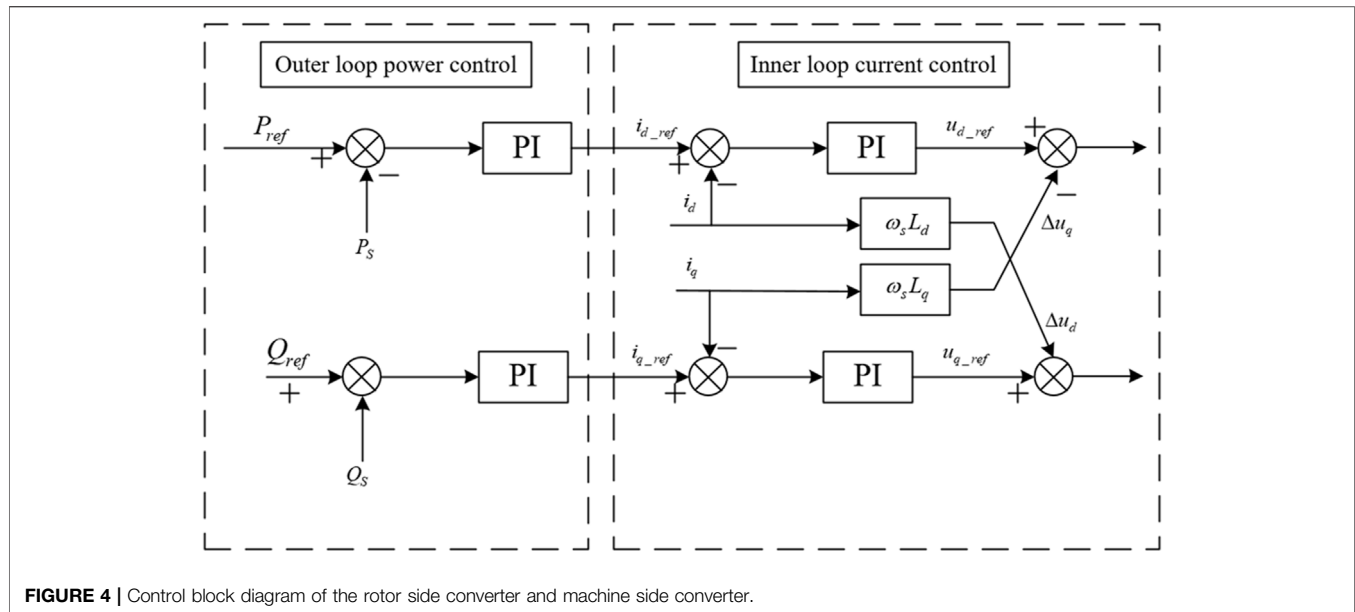 Outer loop power control
Inner loop current control
P_ref
+
−
PI
P_S
i_d_ref
+
−
PI
u_d_ref
+
−
i_d
ω_s L_d
Δu_q
i_q
ω_s L_q
Δu_d
Q_ref
+
PI
Q_S
i_q_ref
+
−
PI
u_q_ref
+
FIGURE 4 | Control block diagram of the rotor side converter and machine side converter.